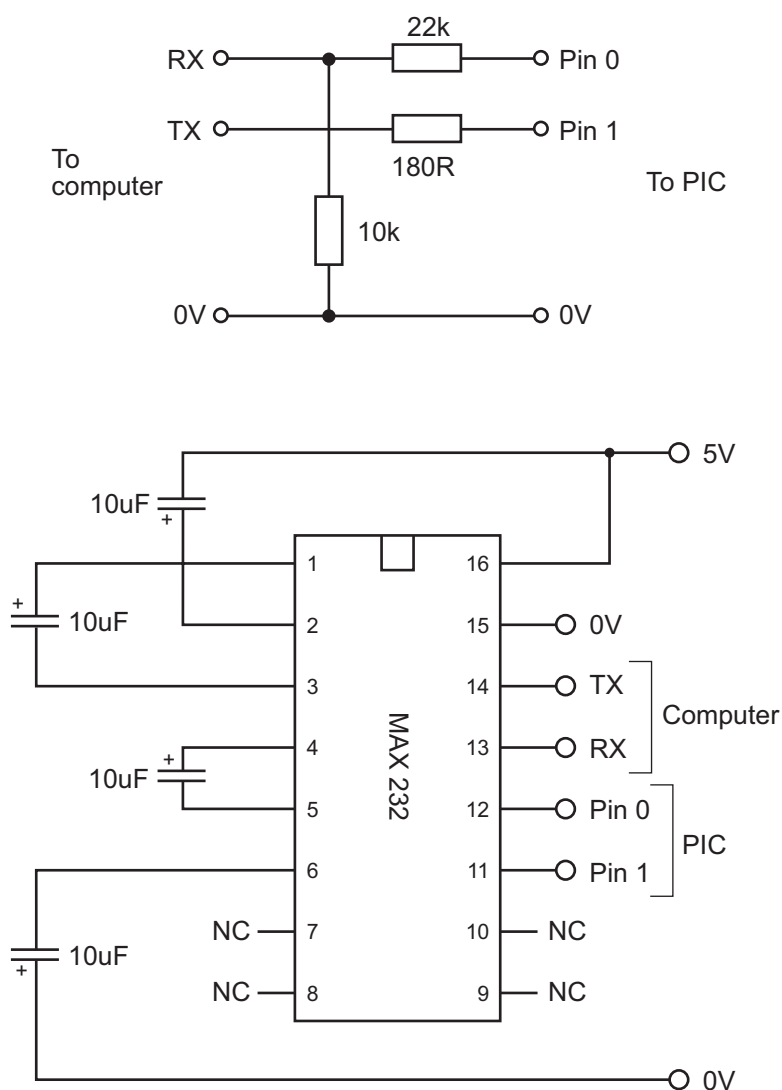 22k
RX
Pin 0
TX
Pin 1
180R
To
computer
To PIC
10k
0V
0V
5V
10uF
+
1
16
+
10uF
2
15
0V
3
14
TX
Computer
MAX 232
4
13
RX
+
10uF
5
12
Pin 0
PIC
6
11
Pin 1
NC
7
10
NC
10uF
+
NC
8
9
NC
0V